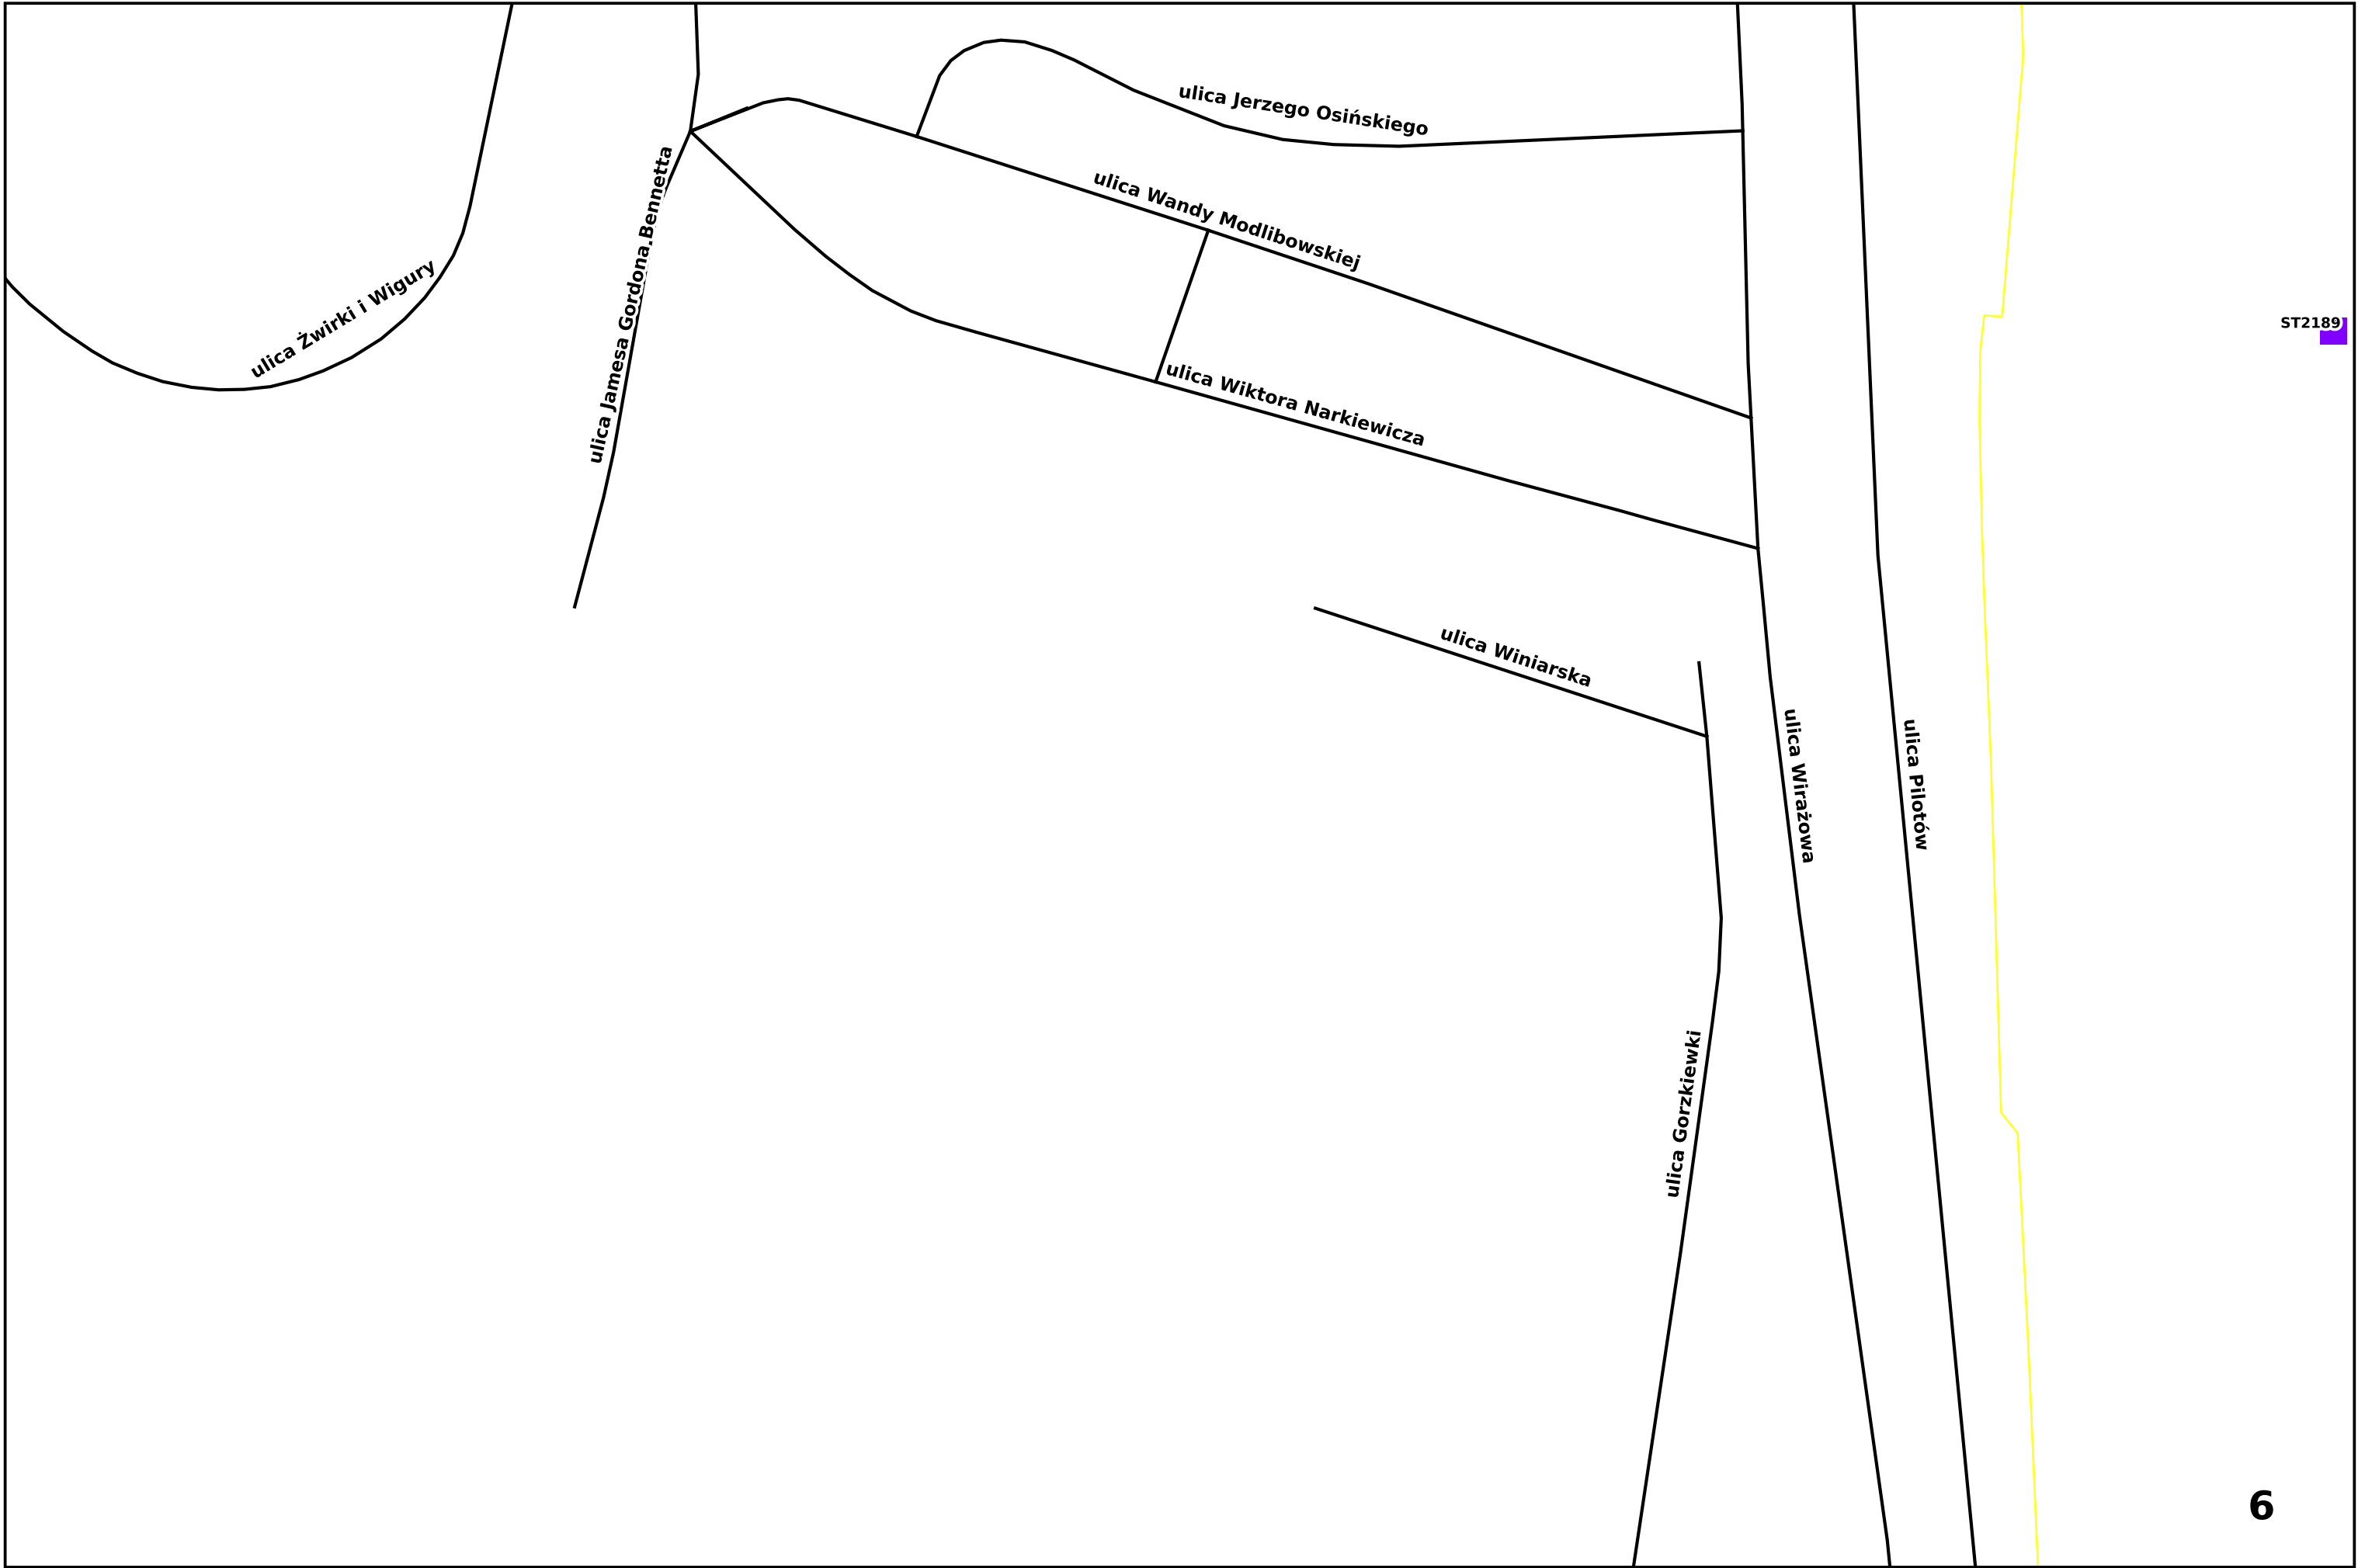 ulica Jerzego Osińskiego
ulica Wandy Modlibowskiej
ulica Jamesa Gordona Bennetta
ulica Żwirki i Wigury
ST2189
ulica Wiktora Narkiewicza
ulica Winiarska
ulica Wirażowa
ulica Pilotów
ulica Gorzkiewki
6